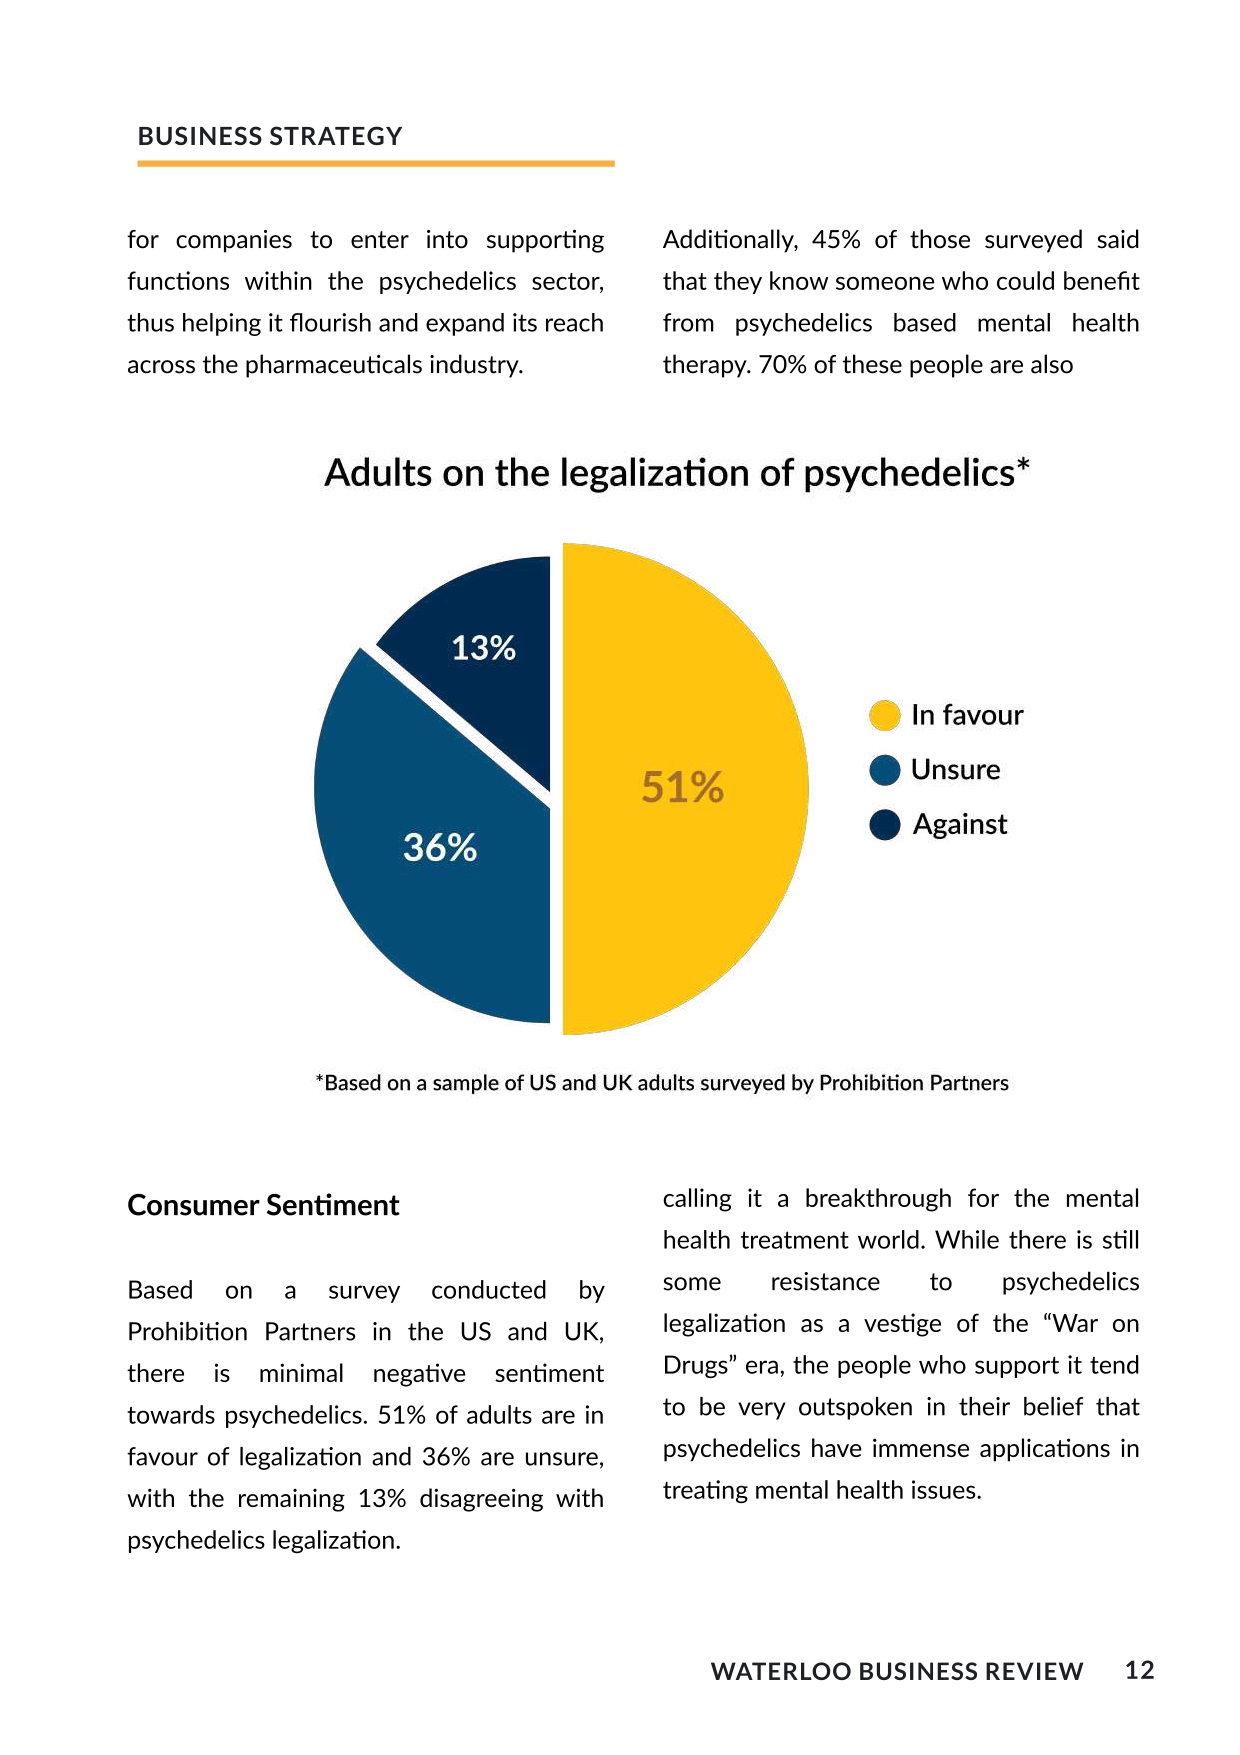 BUSINESS STRATEGY
for companies to enter into supporting
functions within the psychedelics sector,
thus helping it flourish and expand its reach
across the pharmaceuticals industry.
Additionally, 45% of those surveyed said
that they know someone who could benefit
from psychedelics based mental health
therapy. 70% of these people are also
Adults on the legalization of psychedelics*
13%
51%
36%
In favour
Unsure
Against
*Based on a sample of US and UK adults surveyed by Prohibition Partners
Consumer Sentiment
Based on a survey conducted by
Prohibition Partners in the US and UK,
there is minimal negative sentiment
towards psychedelics. 51% of adults are in
favour of legalization and 36% are unsure,
with the remaining 13% disagreeing with
psychedelics legalization.
calling it a breakthrough for the mental
health treatment world. While there is still
some resistance to psychedelics
legalization as a vestige of the “War on
Drugs” era, the people who support it tend
to be very outspoken in their belief that
psychedelics have immense applications in
treating mental health issues.
WATERLOO BUSINESS REVIEW 12